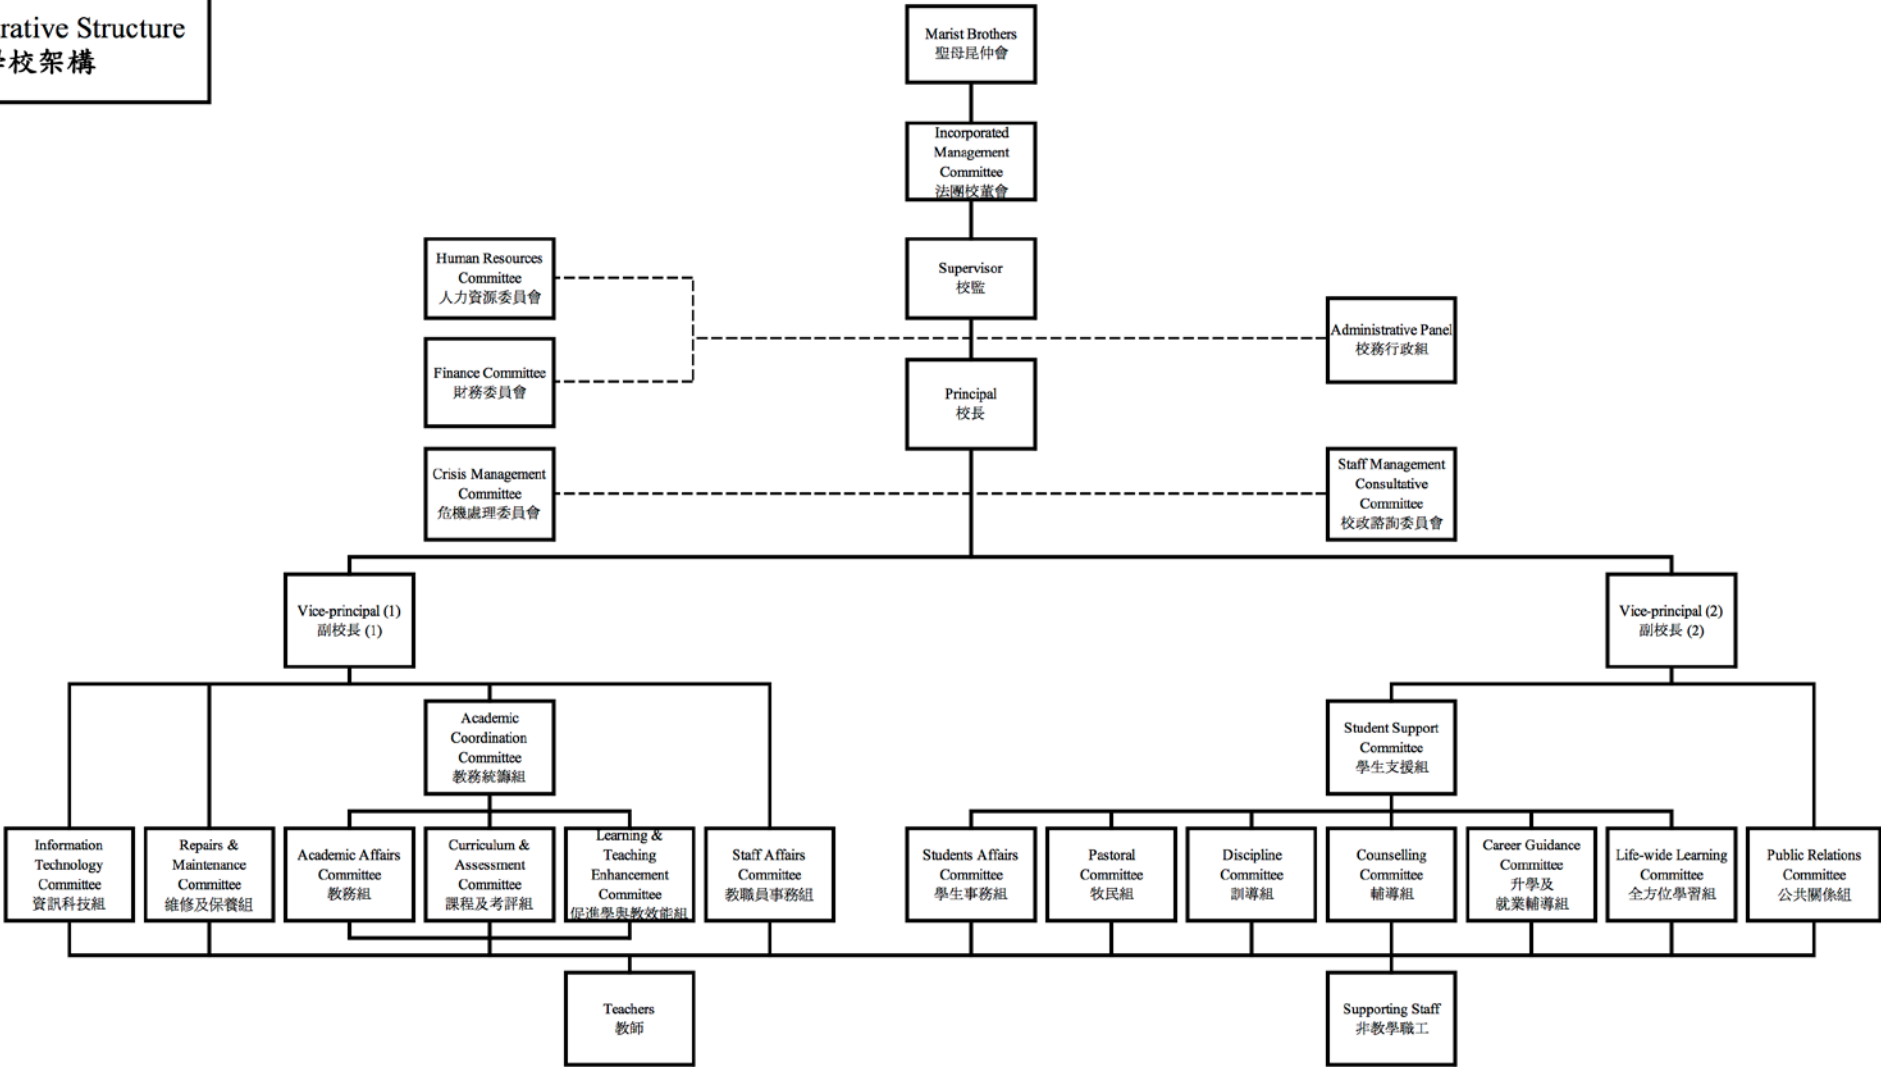 rative Structure
學校架構
Marist Brothers
聖母昆仲會
Incorporated
Management
Committee
法團校董會
Human Resources
Committee
人力資源委員會
Supervisor
校監
Administrative Panel
校務行政組
Finance Committee
財務委員會
Principal
校長
Crisis Management
Committee
危機處理委員會
Staff Management
Consultative
Committee
校政諮詢委員會
Vice-principal (1)
副校長 (1)
Vice-principal (2)
副校長 (2)
Academic
Coordination
Committee
教務統籌組
Student Support
Committee
學生支援組
Information
Technology
Committee
資訊科技組
Repairs &
Maintenance
Committee
維修及保養組
Academic Affairs
Committee
教務組
Curriculum &
Assessment
Committee
課程及考評組
Learning &
Teaching
Enhancement
Committee
促進學與教效能組
Staff Affairs
Committee
教職員事務組
Students Affairs
Committee
學生事務組
Pastoral
Committee
牧民組
Discipline
Committee
訓導組
Counselling
Committee
輔導組
Career Guidance
Committee
升學及
就業輔導組
Life-wide Learning
Committee
全方位學習組
Public Relations
Committee
公共關係組
Teachers
教師
Supporting Staff
非教學職工